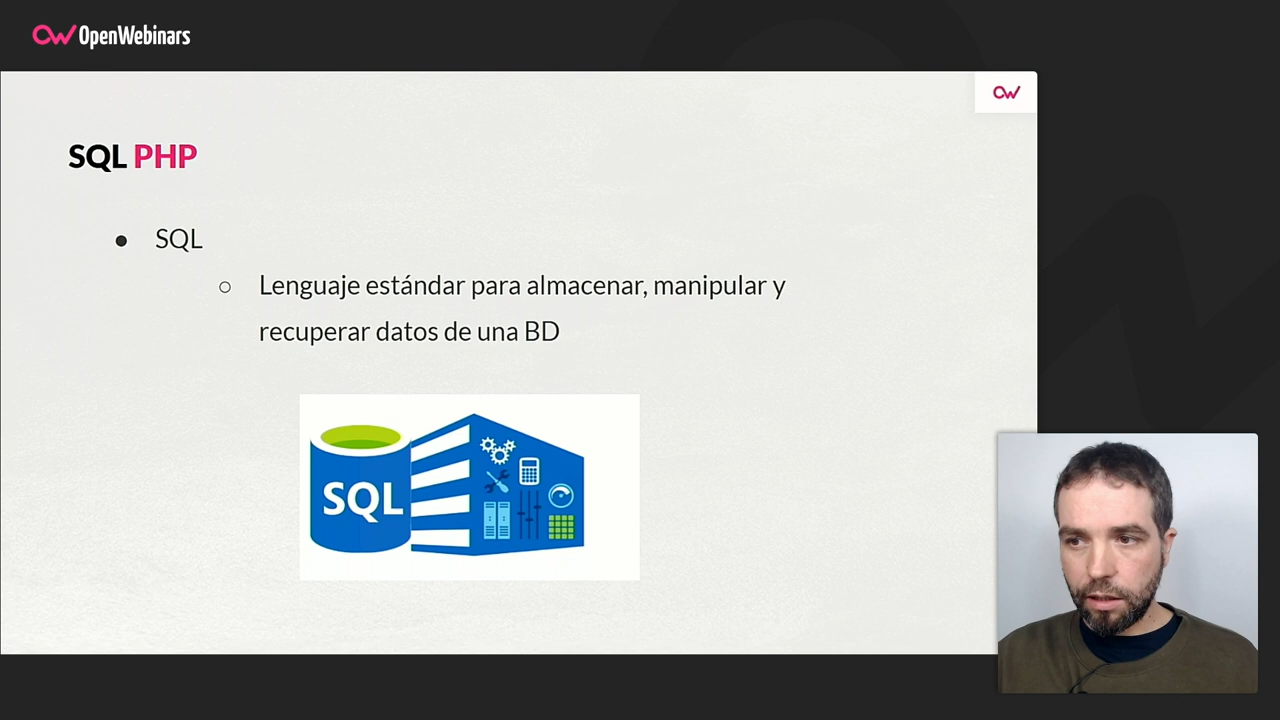 OpenWebinars
SQL PHP
● SQL
○ Lenguaje estándar para almacenar, manipular y
recuperar datos de una BD
SQL